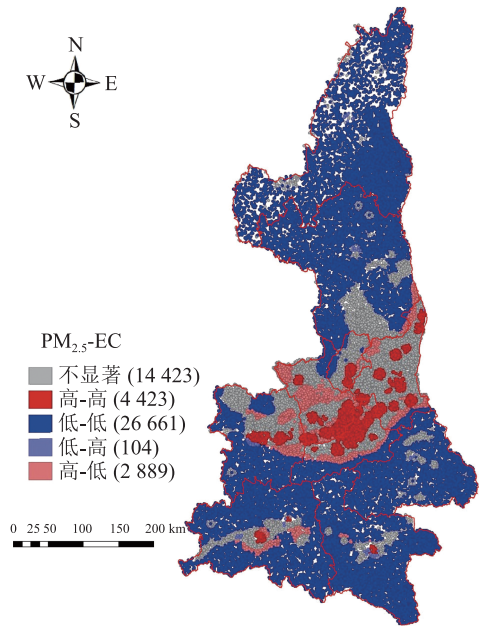 N
W E
S
PM2.5-EC
不显著 (14 423)
高-高 (4 423)
低-低 (26 661)
低-高 (104)
高-低 (2 889)
0 25 50 100 150 200 km